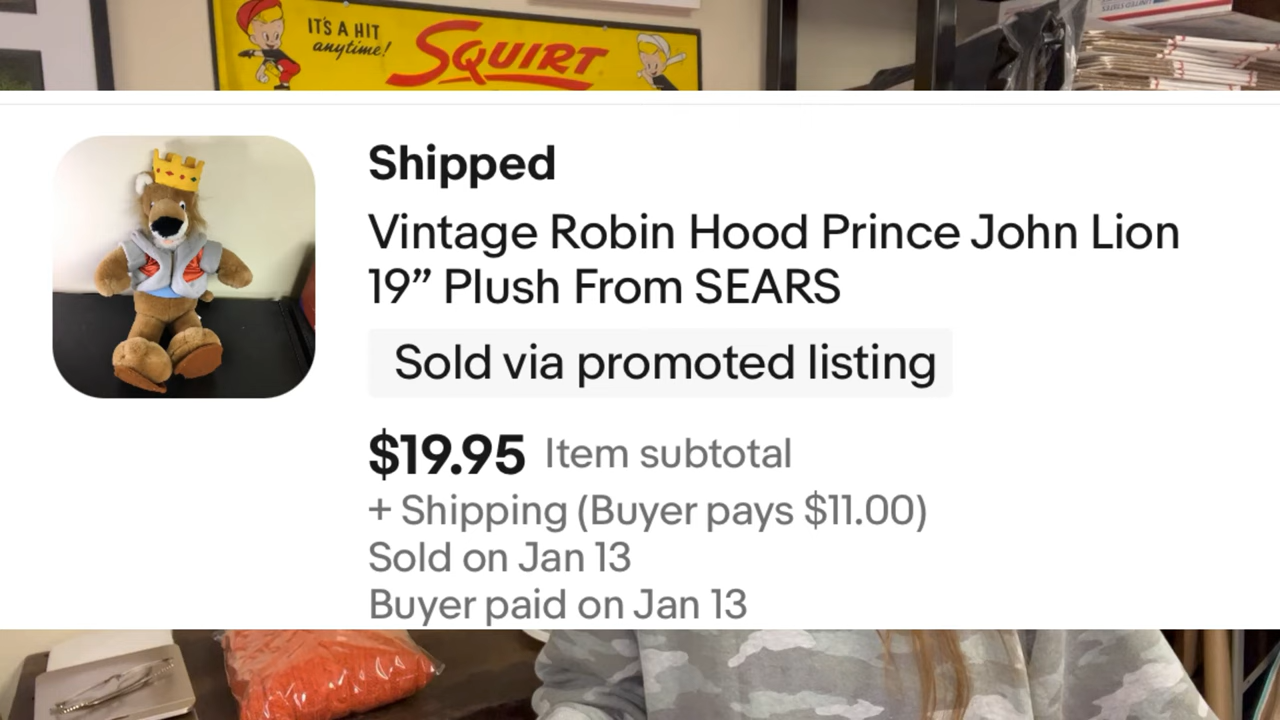 IT'S A HIT
anytime!
SQUIRT
Shipped
Vintage Robin Hood Prince John Lion
19” Plush From SEARS
Sold via promoted listing
$19.95 Item subtotal
+ Shipping (Buyer pays $11.00)
Sold on Jan 13
Buyer paid on Jan 13